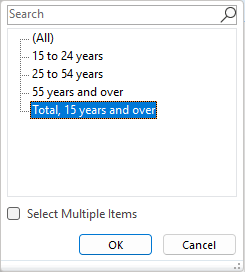 Search
(All)
15 to 24 years
25 to 54 years
55 years and over
Total, 15 years and over
Select Multiple Items
OK
Cancel